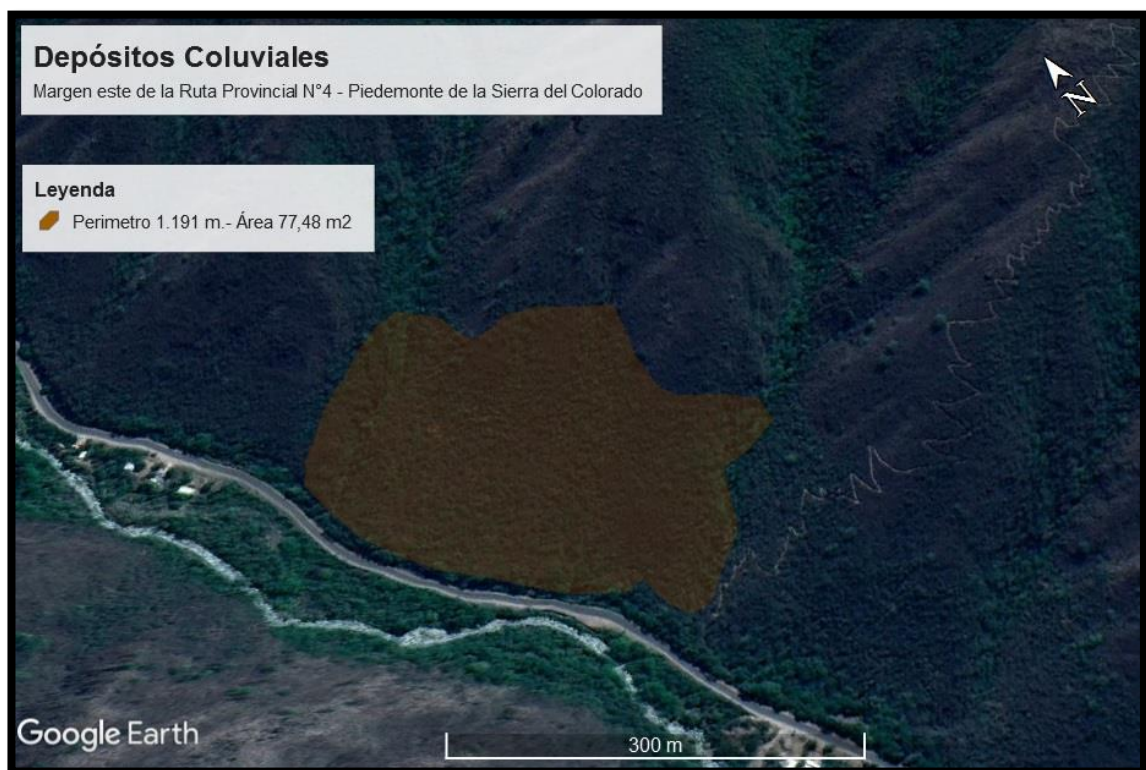 Depósitos Coluviales
Margen este de la Ruta Provincial N°4 - Piedemonte de la Sierra del Colorado
N
Leyenda
Perimetro 1.191 m.- Área 77,48 m2
Google Earth
300 m